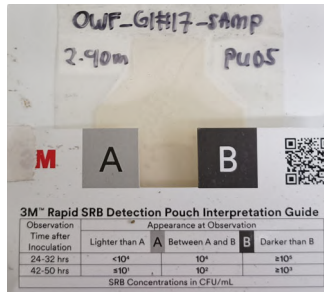 OWF_G1#17-SAMP
2.90m PU05
M A B
3M™ Rapid SRB Detection Pouch Interpretation Guide
Observation Time after Inoculation
Appearance at Observation
Lighter than A A Between A and B B Darker than B
24-32 hrs <10⁴ 10⁴ ≥10⁵
42-50 hrs ≤10¹ 10² ≥10³
SRB Concentrations in CFU/mL